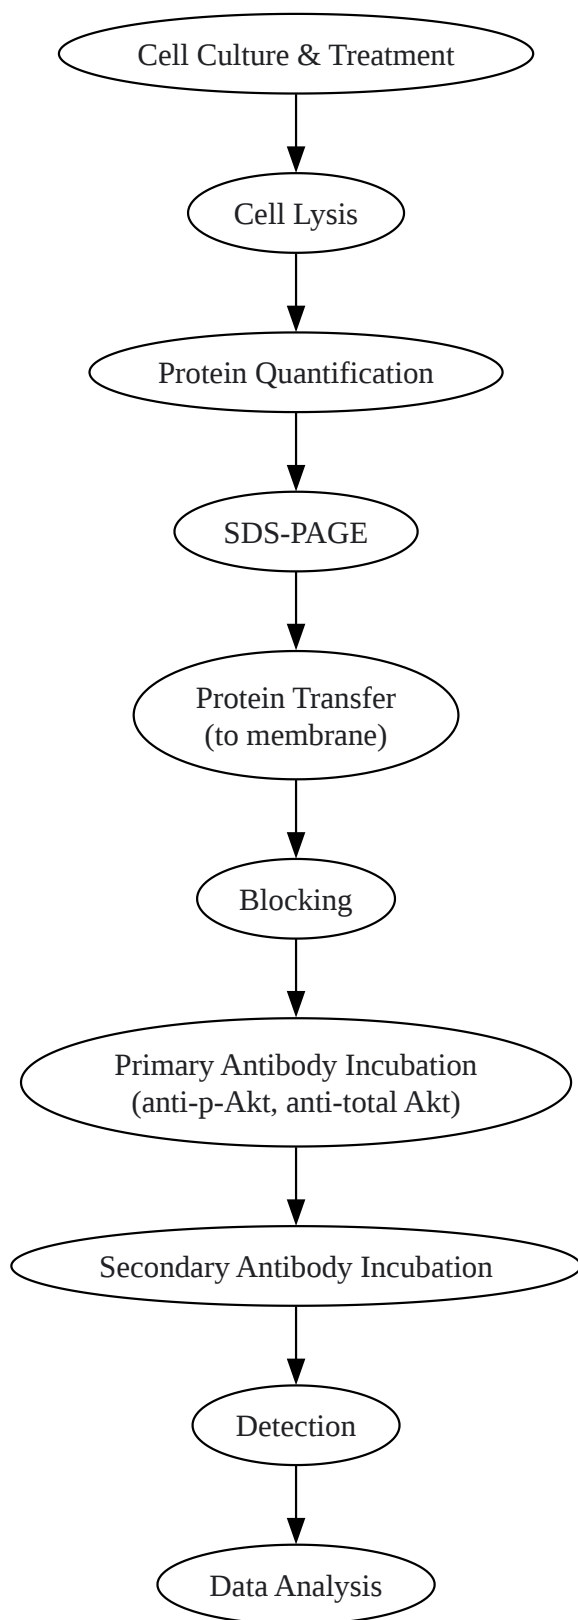 Cell Culture & Treatment
Cell Lysis
Protein Quantification
SDS-PAGE
Protein Transfer
(to membrane)
Blocking
Primary Antibody Incubation
(anti-p-Akt, anti-total Akt)
Secondary Antibody Incubation
Detection
Data Analysis